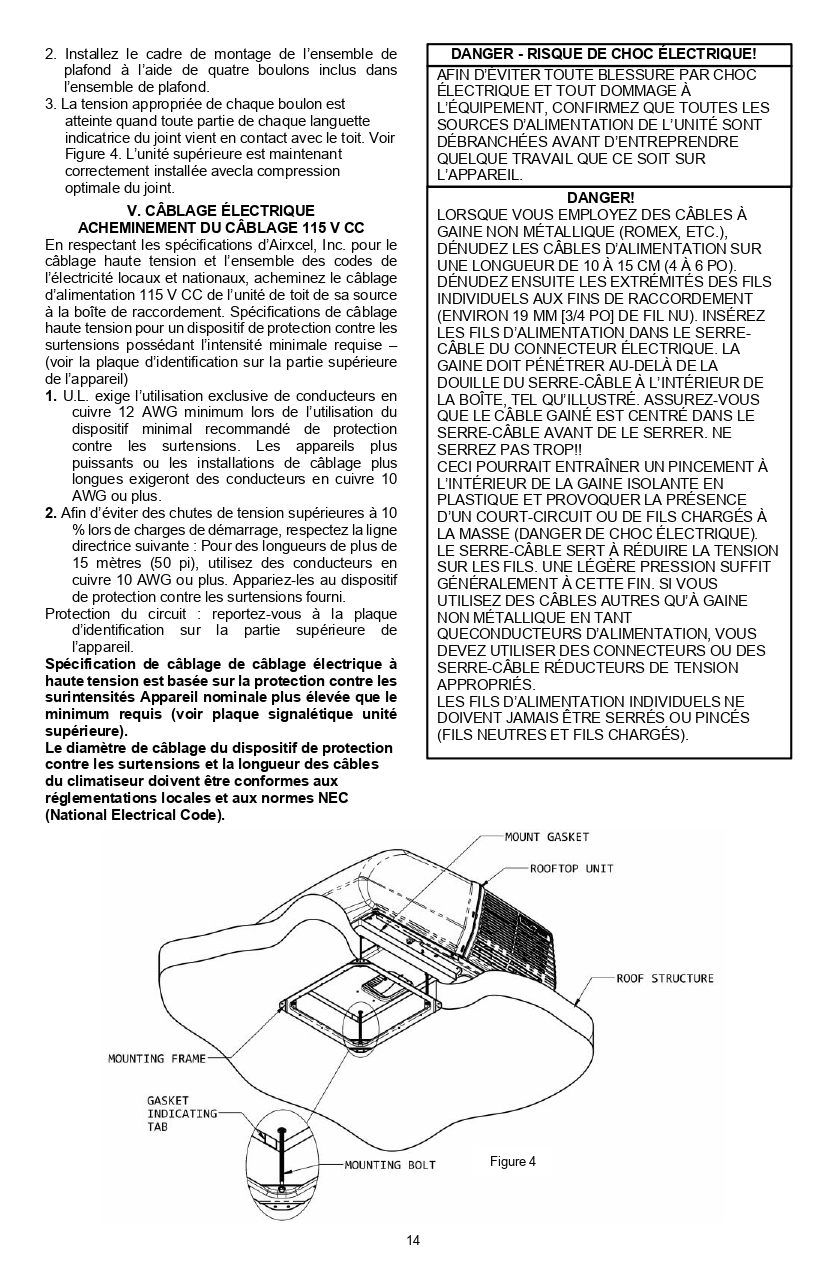 2. Installez le cadre de montage de l’ensemble de
plafond à l’aide de quatre boulons inclus dans
l’ensemble de plafond.
3. La tension appropriée de chaque boulon est
atteinte quand toute partie de chaque languette
indicatrice du joint vient en contact avec le toit. Voir
Figure 4. L’unité supérieure est maintenant
correctement installée avecla compression
optimale du joint.
V. CÂBLAGE ÉLECTRIQUE
ACHEMINEMENT DU CÂBLAGE 115 V CC
En respectant les spécifications d’Airxcel, Inc. pour le
câblage haute tension et l’ensemble des codes de
l’électricité locaux et nationaux, acheminez le câblage
d’alimentation 115 V CC de l’unité de toit de sa source
à la boîte de raccordement. Spécifications de câblage
haute tension pour un dispositif de protection contre les
surtensions possédant l’intensité minimale requise –
(voir la plaque d’identification sur la partie supérieure
de l’appareil)
1. U.L. exige l’utilisation exclusive de conducteurs en
cuivre 12 AWG minimum lors de l’utilisation du
dispositif minimal recommandé de protection
contre les surtensions. Les appareils plus
puissants ou les installations de câblage plus
longues exigeront des conducteurs en cuivre 10
AWG ou plus.
2. Afin d’éviter des chutes de tension supérieures à 10
% lors de charges de démarrage, respectez la ligne
directrice suivante : Pour des longueurs de plus de
15 mètres (50 pi), utilisez des conducteurs en
cuivre 10 AWG ou plus. Appariez-les au dispositif
de protection contre les surtensions fourni.
Protection du circuit : reportez-vous à la plaque
d’identification sur la partie supérieure de
l’appareil.
Spécification de câblage de câblage électrique à
haute tension est basée sur la protection contre les
surintensités Appareil nominale plus élevée que le
minimum requis (voir plaque signalétique unité
supérieure).
Le diamètre de câblage du dispositif de protection
contre les surtensions et la longueur des câbles
du climatiseur doivent être conformes aux
réglementations locales et aux normes NEC
(National Electrical Code).
DANGER - RISQUE DE CHOC ÉLECTRIQUE!
AFIN D’ÉVITER TOUTE BLESSURE PAR CHOC
ÉLECTRIQUE ET TOUT DOMMAGE À
L’ÉQUIPEMENT, CONFIRMEZ QUE TOUTES LES
SOURCES D’ALIMENTATION DE L’UNITÉ SONT
DÉBRANCHÉES AVANT D’ENTREPRENDRE
QUELQUE TRAVAIL QUE CE SOIT SUR
L’APPAREIL.
DANGER!
LORSQUE VOUS EMPLOYEZ DES CÂBLES À
GAINE NON MÉTALLIQUE (ROMEX, ETC.),
DÉNUDEZ LES CÂBLES D’ALIMENTATION SUR
UNE LONGUEUR DE 10 À 15 CM (4 À 6 PO).
DÉNUDEZ ENSUITE LES EXTRÉMITÉS DES FILS
INDIVIDUELS AUX FINS DE RACCORDEMENT
(ENVIRON 19 MM [3/4 PO] DE FIL NU). INSÉREZ
LES FILS D’ALIMENTATION DANS LE SERRE-
CÂBLE DU CONNECTEUR ÉLECTRIQUE. LA
GAINE DOIT PÉNÉTRER AU-DELÀ DE LA
DOUILLE DU SERRE-CÂBLE À L’INTÉRIEUR DE
LA BOÎTE, TEL QU’ILLUSTRÉ. ASSUREZ-VOUS
QUE LE CÂBLE GAINÉ EST CENTRÉ DANS LE
SERRE-CÂBLE AVANT DE LE SERRER. NE
SERREZ PAS TROP!!
CECI POURRAIT ENTRAÎNER UN PINCEMENT À
L’INTÉRIEUR DE LA GAINE ISOLANTE EN
PLASTIQUE ET PROVOQUER LA PRÉSENCE
D’UN COURT-CIRCUIT OU DE FILS CHARGÉS À
LA MASSE (DANGER DE CHOC ÉLECTRIQUE).
LE SERRE-CÂBLE SERT À RÉDUIRE LA TENSION
SUR LES FILS. UNE LÉGÈRE PRESSION SUFFIT
GÉNÉRALEMENT À CETTE FIN. SI VOUS
UTILISEZ DES CÂBLES AUTRES QU’À GAINE
NON MÉTALLIQUE EN TANT
QUECONDUCTEURS D’ALIMENTATION, VOUS
DEVEZ UTILISER DES CONNECTEURS OU DES
SERRE-CÂBLE RÉDUCTEURS DE TENSION
APPROPRIÉS.
LES FILS D’ALIMENTATION INDIVIDUELS NE
DOIVENT JAMAIS ÊTRE SERRÉS OU PINCÉS
(FILS NEUTRES ET FILS CHARGÉS).
MOUNT GASKET
ROOFTOP UNIT
ROOF STRUCTURE
MOUNTING FRAME
GASKET
INDICATING
TAB
MOUNTING BOLT
Figure 4
14